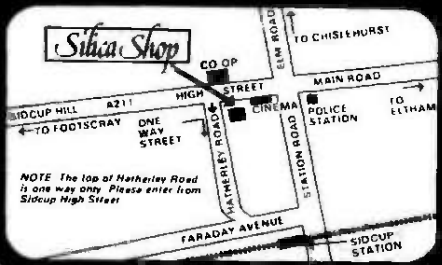 Silica Shop
CO OP
ELM ROAD
TO CHISLEHURST
HIGH STREET
MAIN ROAD
SIDCUP HILL A211
CINEMA
POLICE
STATION
TO
ELTHAM
TO FOOTSCRAY
ONE
WAY
STREET
HATHERLEY ROAD
STATION ROAD
NOTE The top of Hatherley Road
is one way only Please enter from
Sidcup High Street
FARADAY AVENUE
SIDCUP
STATION